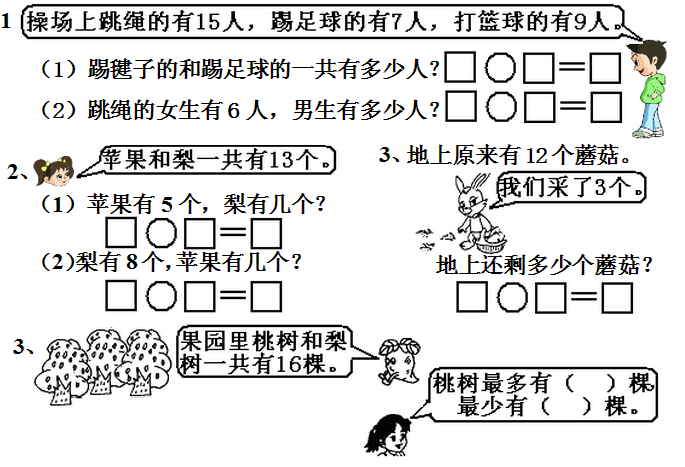 1 操场上跳绳的有15人，踢足球的有7人，打篮球的有9人。
（1）踢毽子的和踢足球的一共有多少人？□○□＝□
（2）跳绳的女生有6人，男生有多少人？□○□＝□
2、苹果和梨一共有13个。
（1）苹果有5个，梨有几个？
□○□＝□
（2）梨有8个，苹果有几个？
□○□＝□
3、地上原来有12个蘑菇。
我们采了3个。
地上还剩多少个蘑菇？
□○□＝□
3、
果园里桃树和梨
树一共有16棵。
桃树最多有（　）棵，
最少有（　）棵。